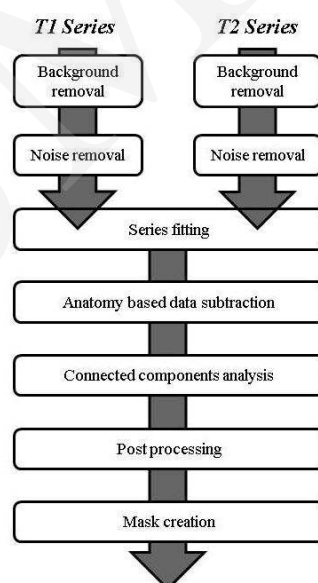 T1 Series T2 Series
Background removal Background removal
Noise removal Noise removal
Series fitting
Anatomy based data subtraction
Connected components analysis
Post processing
Mask creation